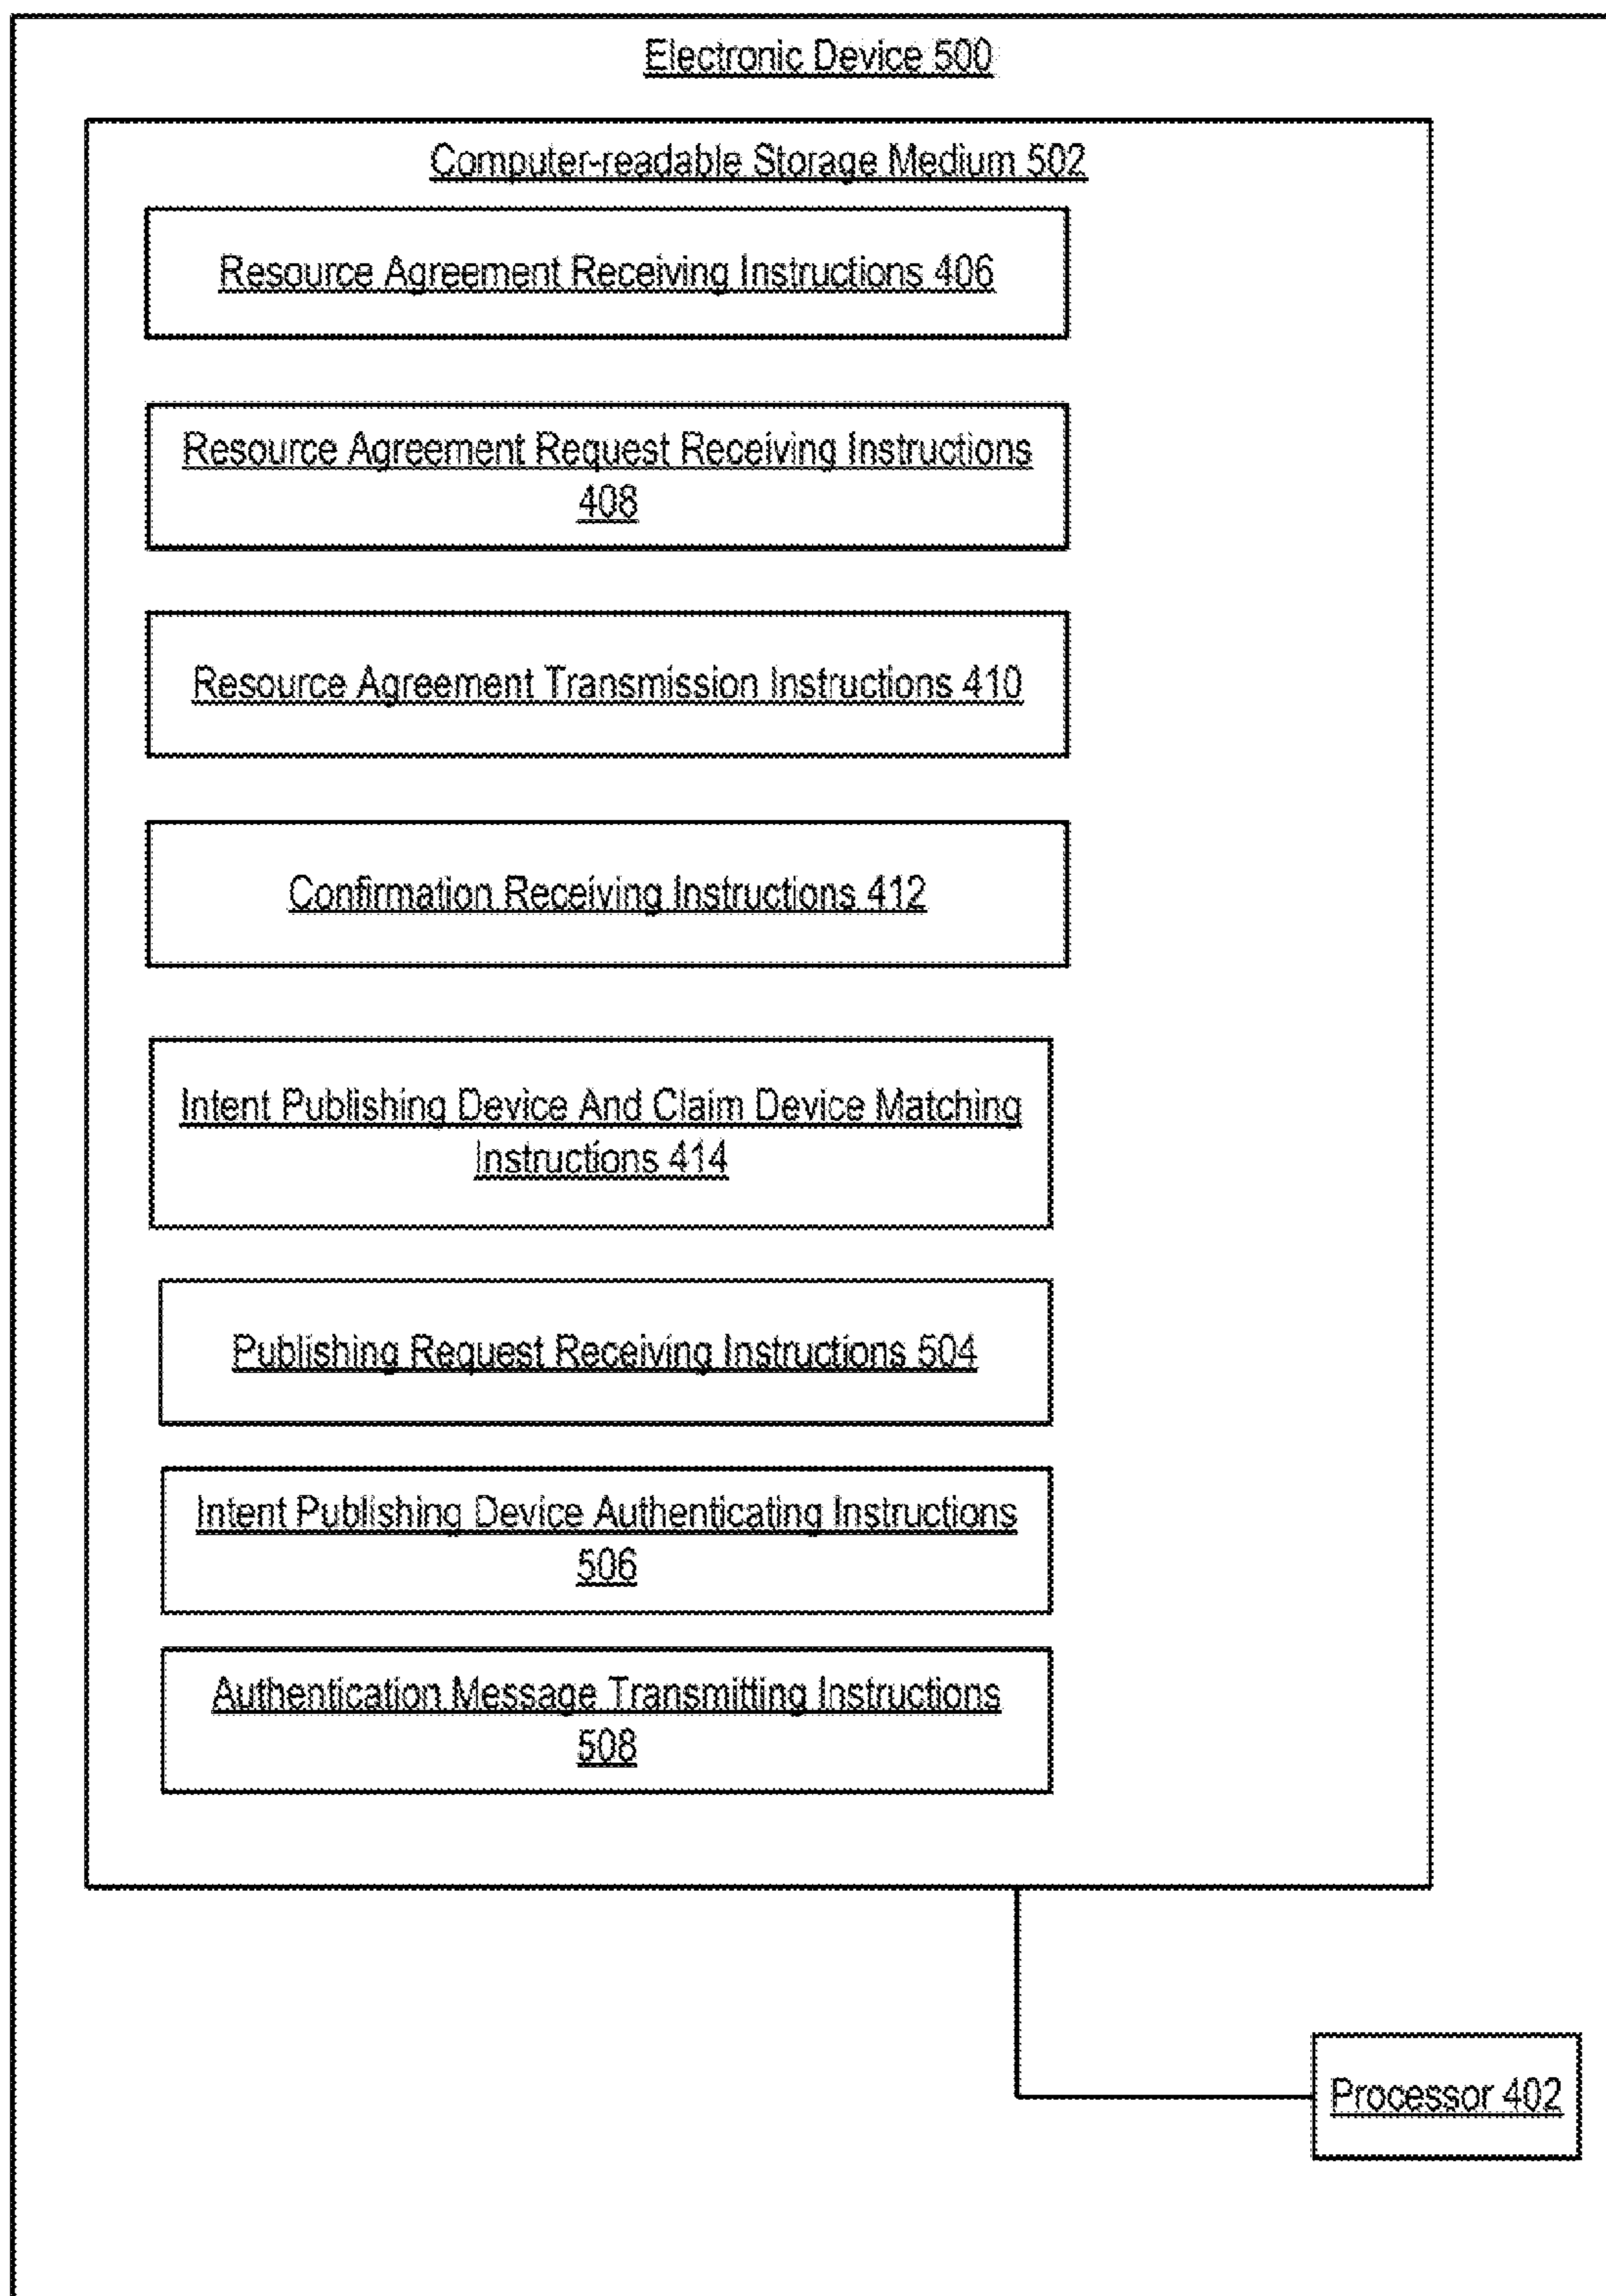 Electronic Device 500
Computer-readable Storage Medium 502
Resource Agreement Receiving Instructions 406
Resource Agreement Request Receiving Instructions
408
Resource Agreement Transmission Instructions 410
Confirmation Receiving Instructions 412
Intent Publishing Device And Claim Device Matching
Instructions 414
Publishing Request Receiving Instructions 504
Intent Publishing Device Authenticating Instructions
506
Authentication Message Transmitting Instructions
508
Processor 402